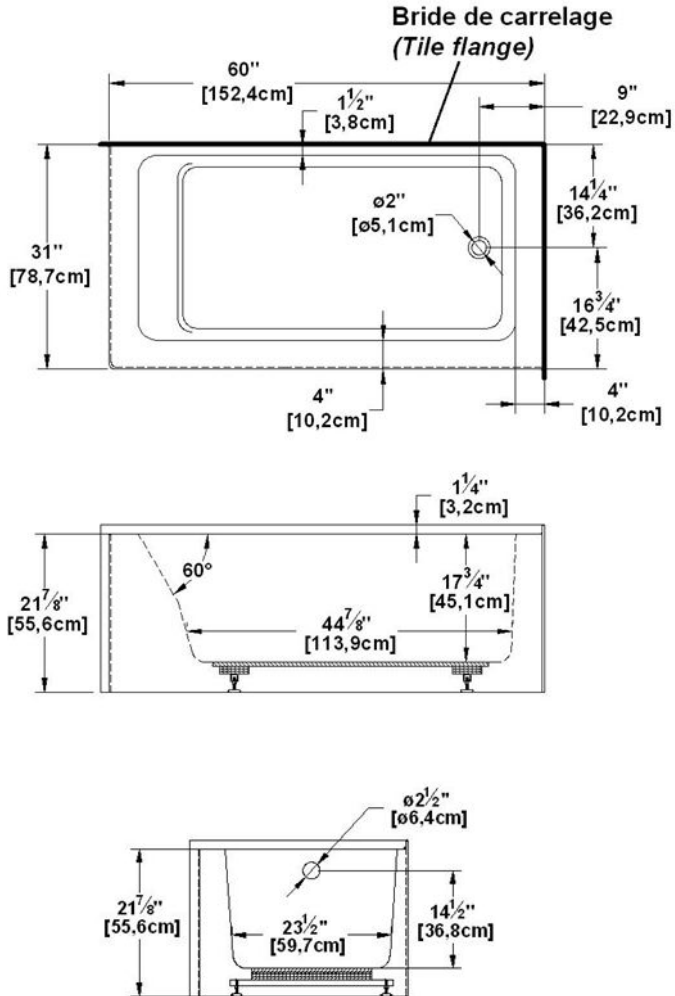 Bride de carrelage
(Tile flange)
60"
[152,4cm]
1½"
[3,8cm]
9"
[22,9cm]
ø2"
[ø5,1cm]
14¼"
[36,2cm]
31"
[78,7cm]
16¾"
[42,5cm]
4"
[10,2cm]
4"
[10,2cm]
1¼"
[3,2cm]
60°
17¾"
[45,1cm]
21⅞"
[55,6cm]
44⅞"
[113,9cm]
ø2½"
[ø6,4cm]
21⅞"
[55,6cm]
23½"
[59,7cm]
14½"
[36,8cm]